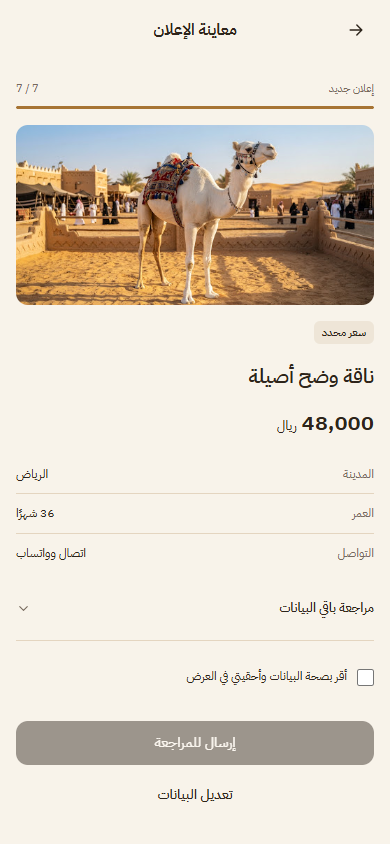 معاينة الإعلان
إعلان جديد
7 / 7
سعر محدد
ناقة وضح أصيلة
48,000 ريال
المدينة
الرياض
العمر
36 شهرًا
التواصل
اتصال وواتساب
مراجعة باقي البيانات
أقر بصحة البيانات وأحقيتي في العرض
إرسال للمراجعة
تعديل البيانات